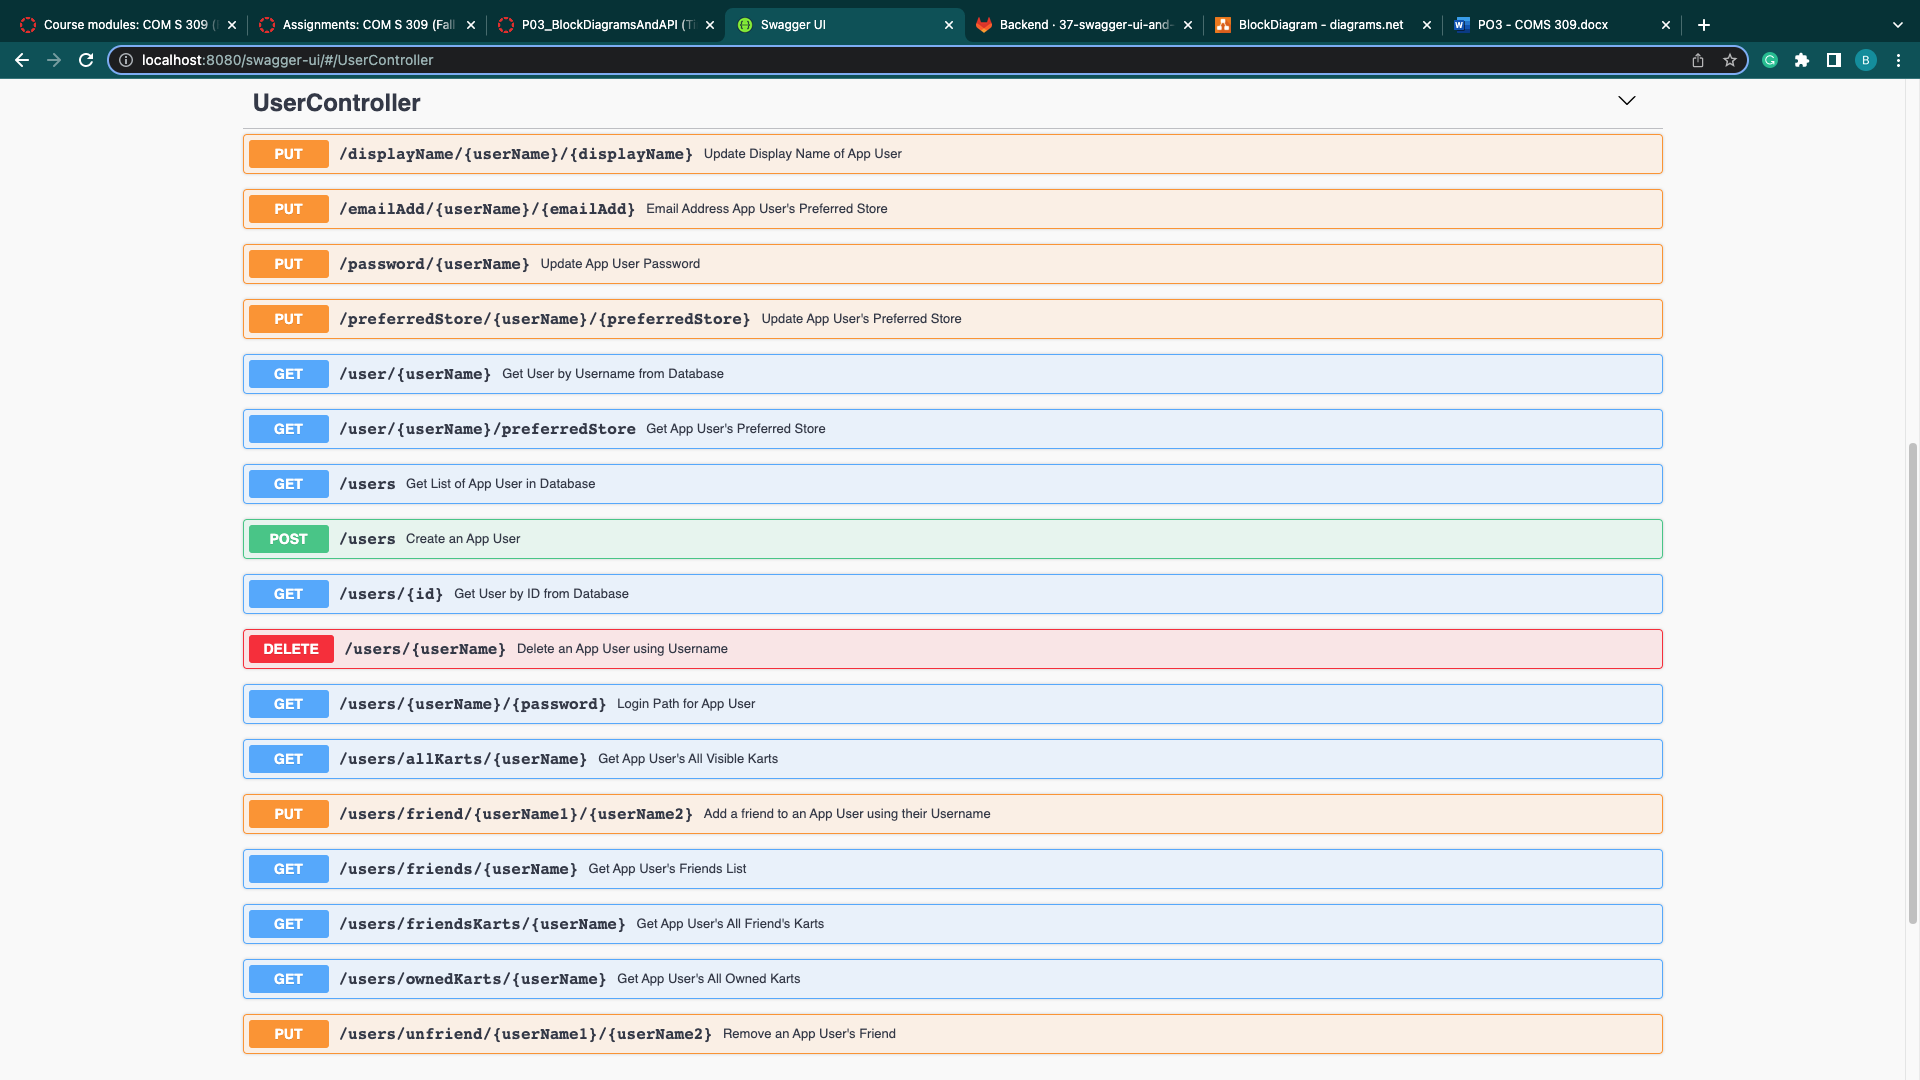 Course modules: COM S 309 (
Assignments: COM S 309 (Fall
P03_BlockDiagramsAndAPI (
Swagger UI
Backend · 37-swagger-ui-and-
BlockDiagram - diagrams.net
PO3 - COMS 309.docx
localhost:8080/swagger-ui/#/UserController
B
UserController
PUT /displayName/{userName}/{displayName} Update Display Name of App User
PUT /emailAdd/{userName}/{emailAdd} Email Address App User's Preferred Store
PUT /password/{userName} Update App User Password
PUT /preferredStore/{userName}/{preferredStore} Update App User's Preferred Store
GET /user/{userName} Get User by Username from Database
GET /user/{userName}/preferredStore Get App User's Preferred Store
GET /users Get List of App User in Database
POST /users Create an App User
GET /users/{id} Get User by ID from Database
DELETE /users/{userName} Delete an App User using Username
GET /users/{userName}/{password} Login Path for App User
GET /users/allKarts/{userName} Get App User's All Visible Karts
PUT /users/friend/{userName1}/{userName2} Add a friend to an App User using their Username
GET /users/friends/{userName} Get App User's Friends List
GET /users/friendsKarts/{userName} Get App User's All Friend's Karts
GET /users/ownedKarts/{userName} Get App User's All Owned Karts
PUT /users/unfriend/{userName1}/{userName2} Remove an App User's Friend